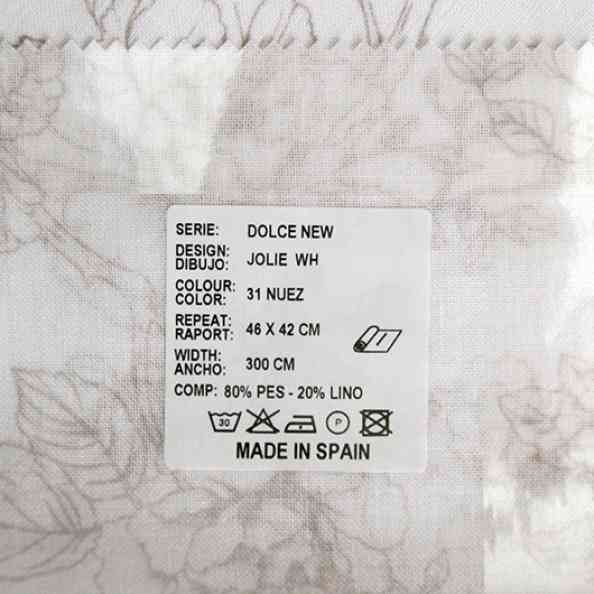 SERIE: DOLCE NEW
DESIGN:
DIBUJO: JOLIE WH
COLOUR:
COLOR: 31 NUEZ
REPEAT:
RAPORT: 46 X 42 CM
WIDTH:
ANCHO: 300 CM
COMP: 80% PES - 20% LINO
30 P
MADE IN SPAIN